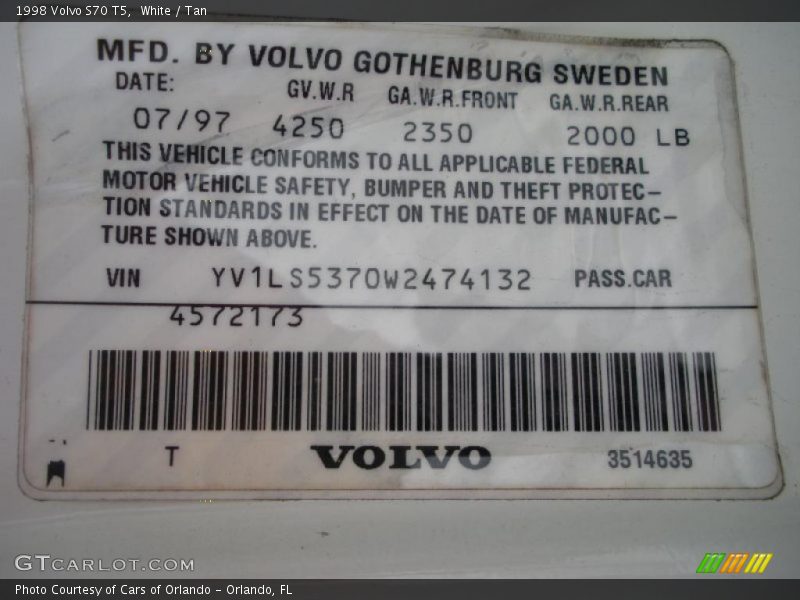 1998 Volvo S70 T5, White / Tan
MFD. BY VOLVO GOTHENBURG SWEDEN
DATE: GV.W.R GA.W.R.FRONT GA.W.R.REAR
07/97 4250 2350 2000 LB
THIS VEHICLE CONFORMS TO ALL APPLICABLE FEDERAL
MOTOR VEHICLE SAFETY, BUMPER AND THEFT PROTEC–
TION STANDARDS IN EFFECT ON THE DATE OF MANUFAC–
TURE SHOWN ABOVE.
VIN YV1LS5370W2474132 PASS.CAR
4572173
T VOLVO 3514635
GTCARLOT.COM
Photo Courtesy of Cars of Orlando – Orlando, FL